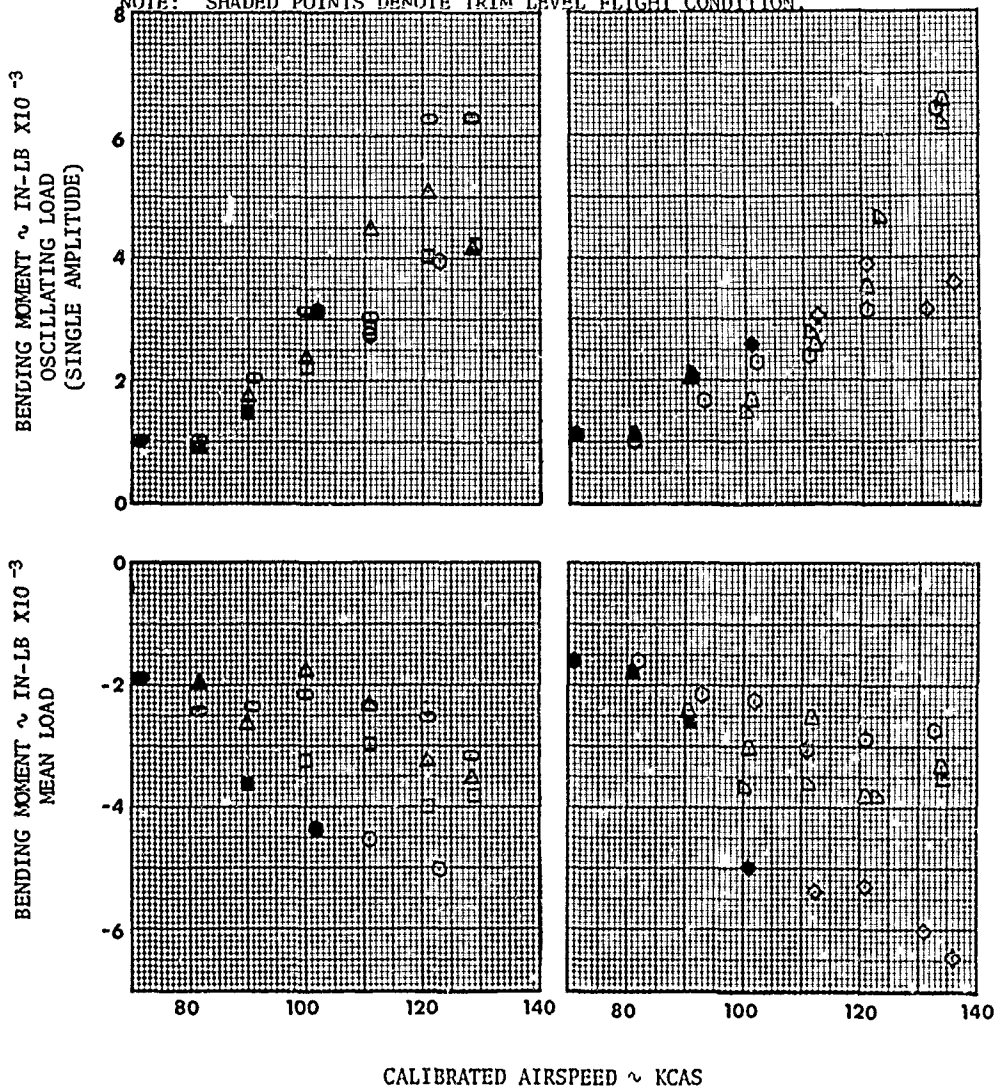 NOTE: SHADED POINTS DENOTE TRIM LEVEL FLIGHT CONDITION.
BENDING MOMENT ~ IN-LB X10 -3
OSCILLATING LOAD
(SINGLE AMPLITUDE)
8
6
4
2
0
BENDING MOMENT ~ IN-LB X10 -3
MEAN LOAD
0
-2
-4
-6
80 100 120 140 80 100 120 140
CALIBRATED AIRSPEED ~ KCAS